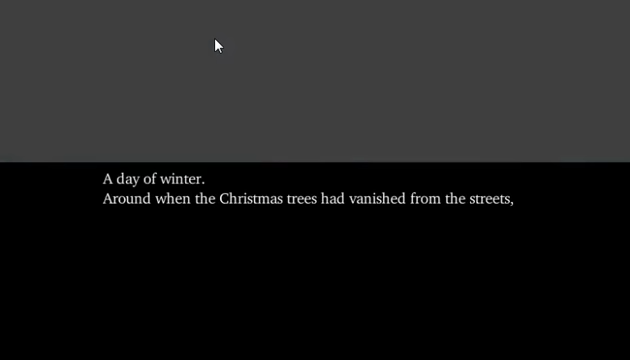 A day of winter.
Around when the Christmas trees had vanished from the streets,